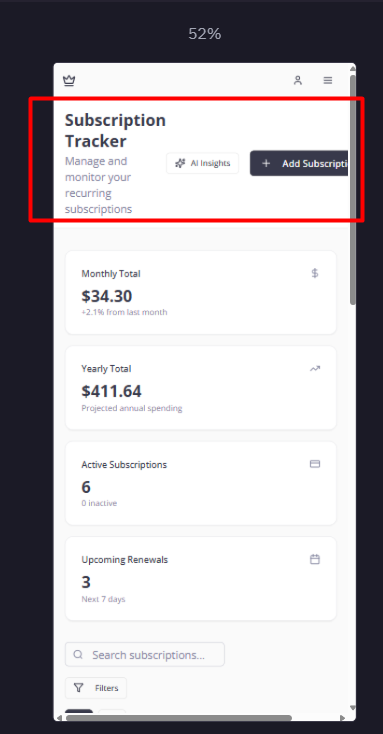 52%
Subscription
Tracker
Manage and
monitor your
recurring
subscriptions
AI Insights
+ Add Subscripti
Monthly Total
$34.30
+2.1% from last month
Yearly Total
$411.64
Projected annual spending
Active Subscriptions
6
0 inactive
Upcoming Renewals
3
Next 7 days
Search subscriptions...
Filters